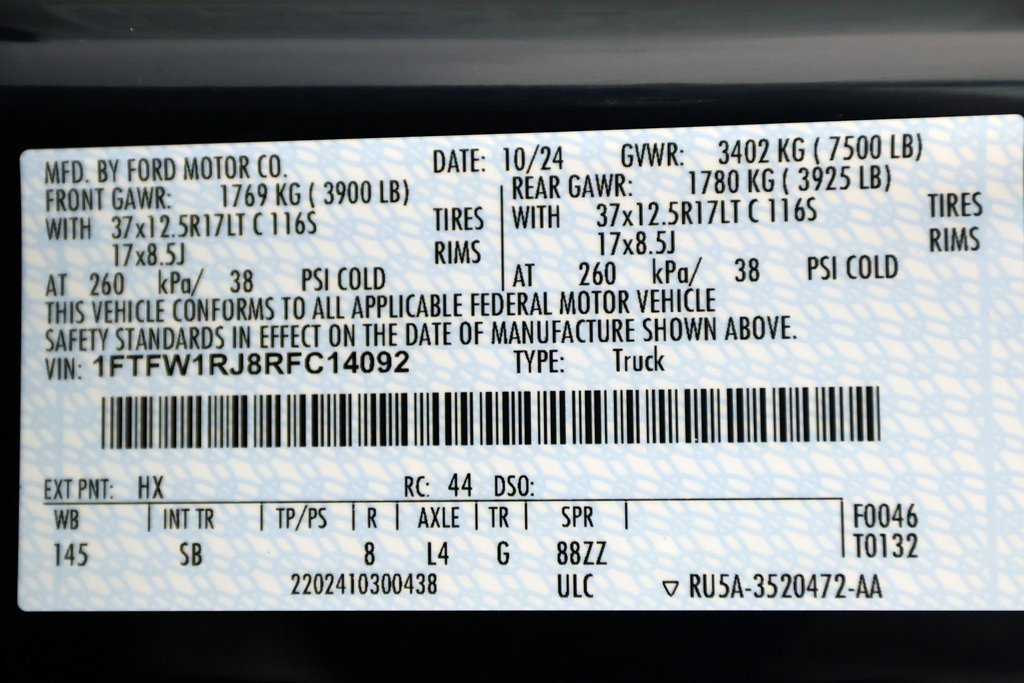 MFD. BY FORD MOTOR CO. DATE: 10/24 GVWR: 3402 KG ( 7500 LB)
FRONT GAWR: 1769 KG ( 3900 LB) REAR GAWR: 1780 KG ( 3925 LB)
WITH 37x12.5R17LT C 116S TIRES WITH 37x12.5R17LT C 116S TIRES
17x8.5J RIMS 17x8.5J RIMS
AT 260 kPa/ 38 PSI COLD AT 260 kPa/ 38 PSI COLD
THIS VEHICLE CONFORMS TO ALL APPLICABLE FEDERAL MOTOR VEHICLE
SAFETY STANDARDS IN EFFECT ON THE DATE OF MANUFACTURE SHOWN ABOVE.
VIN: 1FTFW1RJ8RFC14092 TYPE: Truck
EXT PNT: HX RC: 44 DSO:
WB | INT TR | TP/PS | R | AXLE | TR | SPR | F0046
145 SB 8 L4 G 88ZZ T0132
2202410300438 ULC ▽ RU5A-3520472-AA